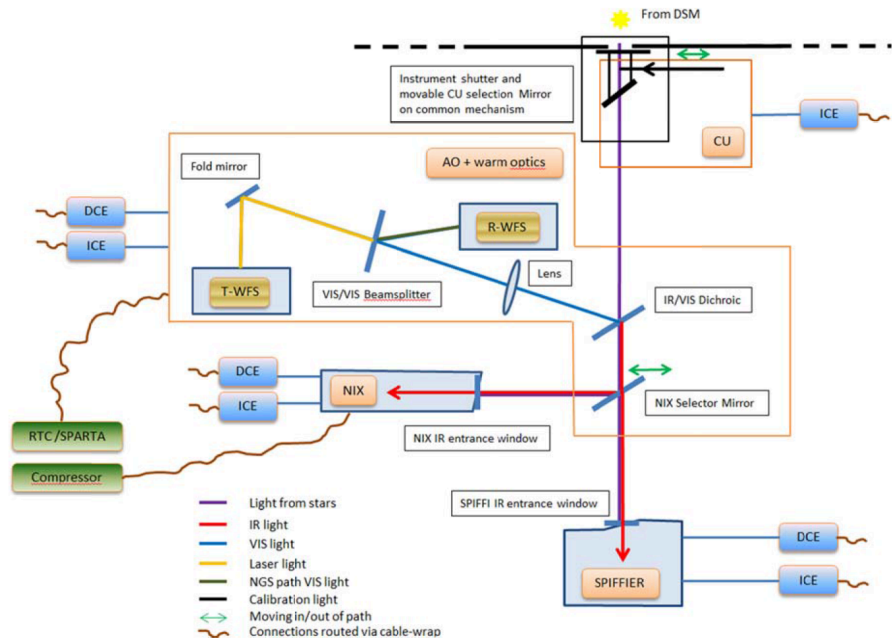 From DSM
Instrument shutter and
movable CU selection Mirror
on common mechanism
CU
ICE
AO + warm optics
Fold mirror
DCE
ICE
R-WFS
T-WFS
VIS/VIS Beamsplitter
Lens
IR/VIS Dichroic
DCE
ICE
NIX
NIX Selector Mirror
NIX IR entrance window
RTC/SPARTA
Compressor
SPIFFI IR entrance window
Light from stars
IR light
VIS light
Laser light
NGS path VIS light
Calibration light
Moving in/out of path
Connections routed via cable-wrap
DCE
ICE
SPIFFIER